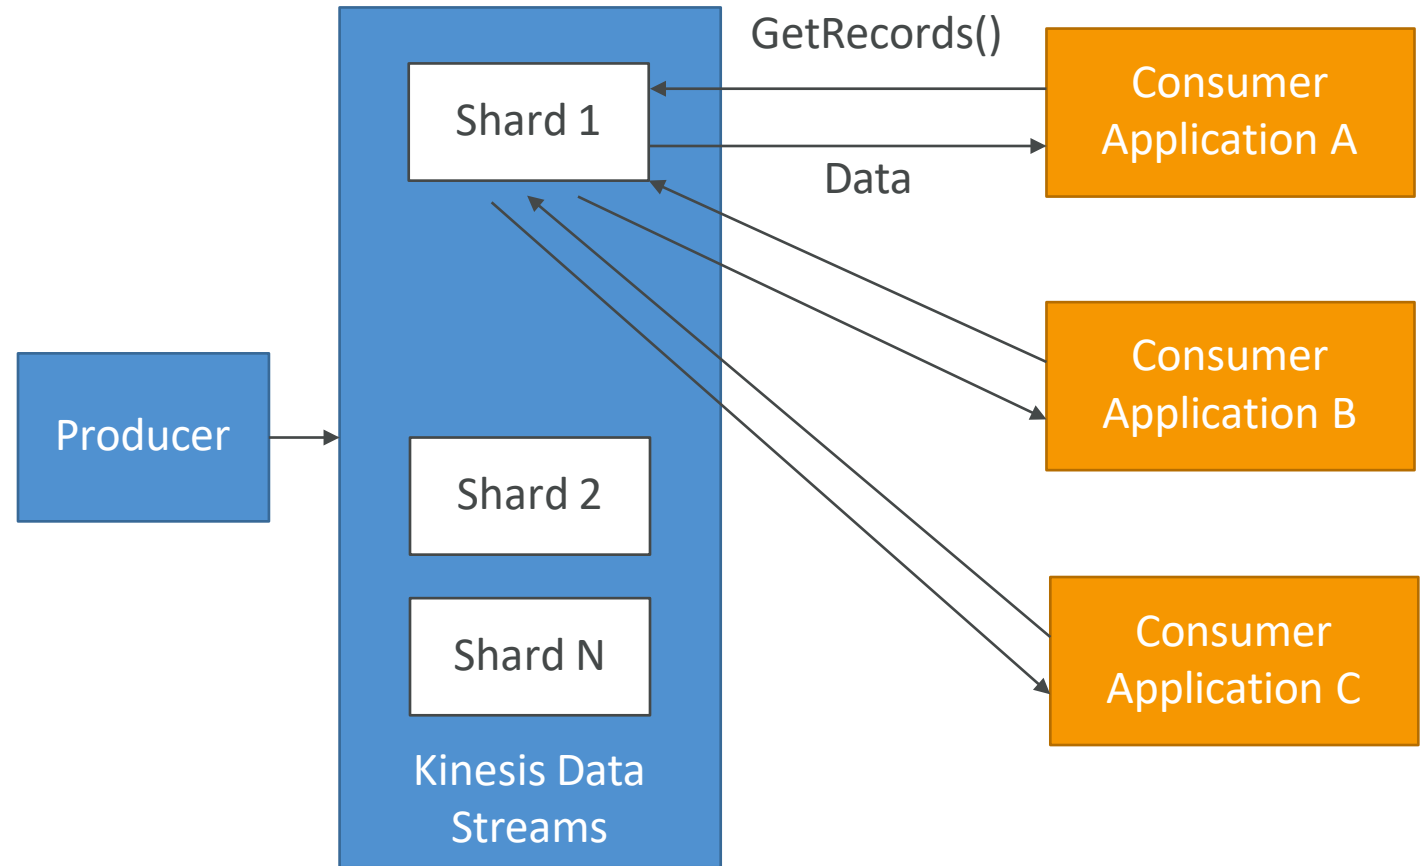 GetRecords()
Consumer
Application A
Shard 1
Data
Consumer
Application B
Producer
Shard 2
Shard N
Consumer
Application C
Kinesis Data
Streams